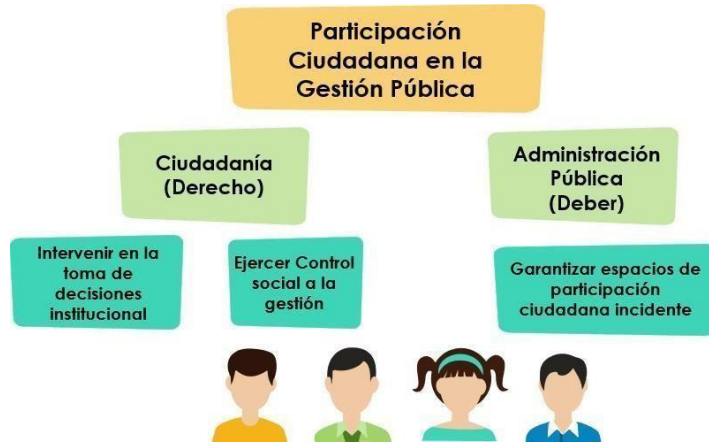 Participación
Ciudadana en la
Gestión Pública
Ciudadanía
(Derecho)
Administración
Pública
(Deber)
Intervenir en la
toma de
decisiones
institucional
Ejercer Control
social a la
gestión
Garantizar espacios de
participación
ciudadana incidente